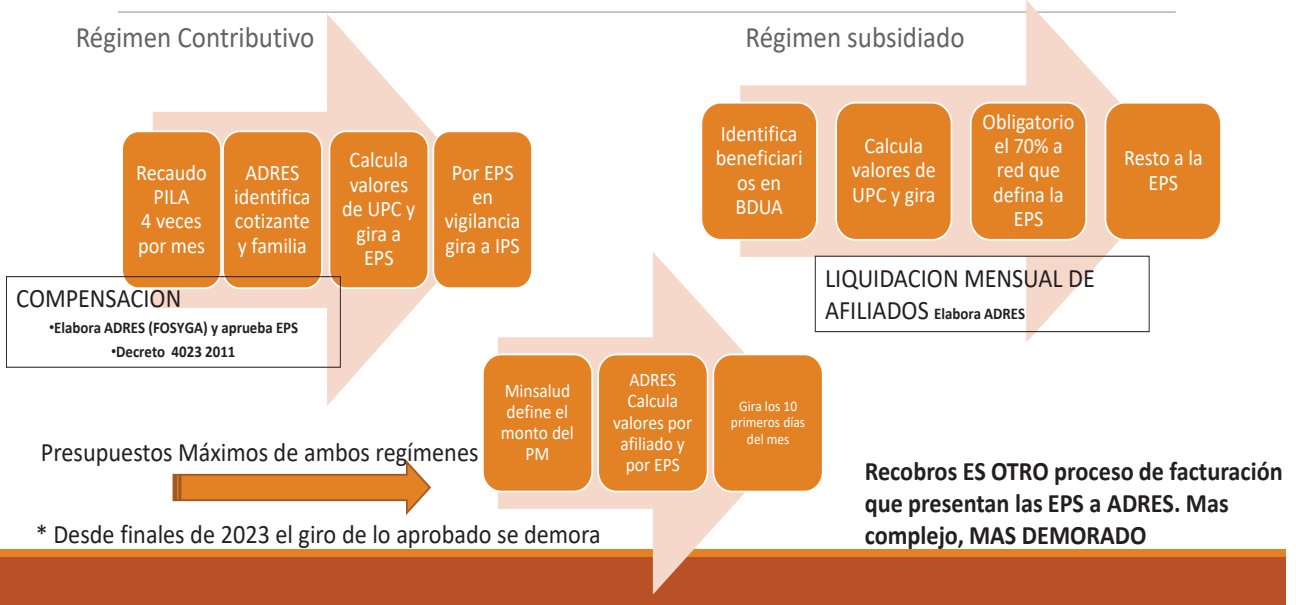 Régimen Contributivo
Recaudo
PILA
4 veces
por mes
ADRES
identifica
cotizante
y familia
Calcula
valores
de UPC y
gira a
EPS
Por EPS
en
vigilancia
gira a IPS
COMPENSACION
•Elabora ADRES (FOSYGA) y aprueba EPS
•Decreto 4023 2011
Régimen subsidiado
Identifica
beneficiari
os en
BDUA
Calcula
valores de
UPC y gira
Obligatorio
el 70% a
red que
defina la
EPS
Resto a la
EPS
LIQUIDACION MENSUAL DE
AFILIADOS Elabora ADRES
Presupuestos Máximos de ambos regímenes
Minsalud
define el
monto del
PM
ADRES
Calcula
valores por
afiliado y
por EPS
Gira los 10
primeros días
del mes
* Desde finales de 2023 el giro de lo aprobado se demora
Recobros ES OTRO proceso de facturación
que presentan las EPS a ADRES. Mas
complejo, MAS DEMORADO